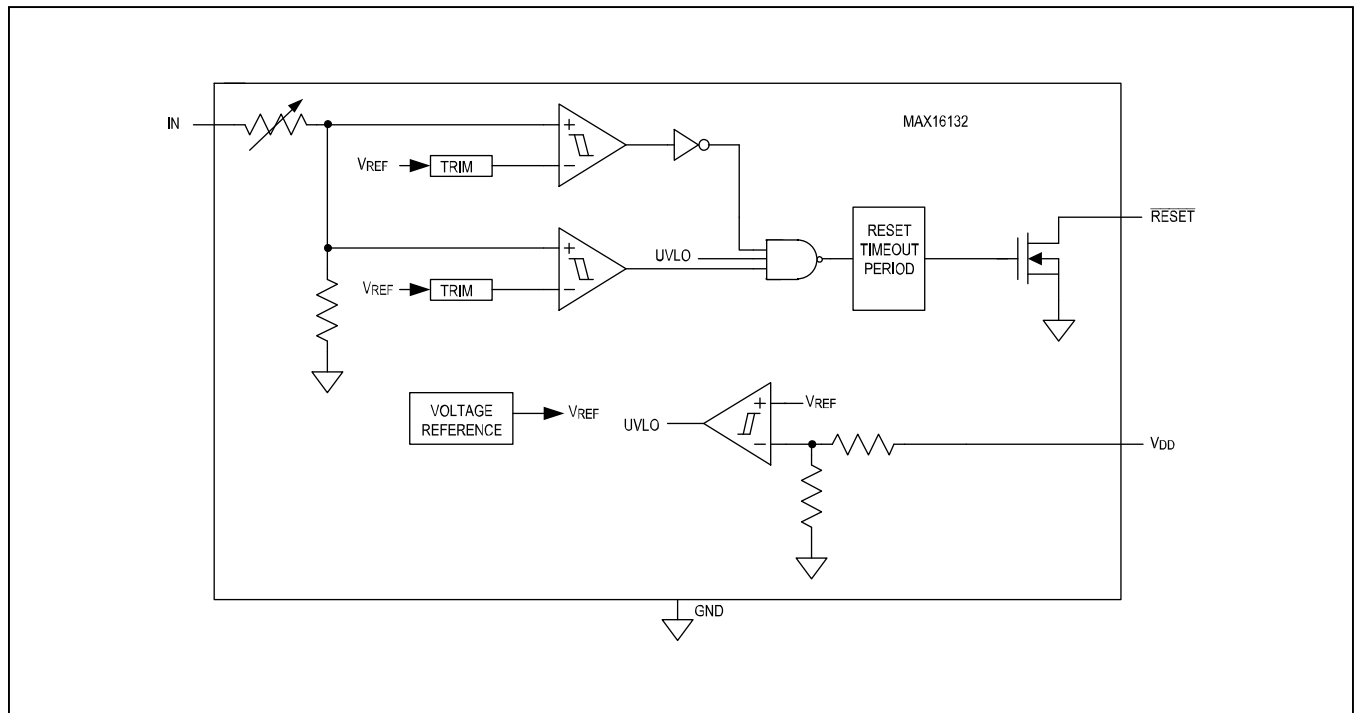 IN
+
−
VREF
TRIM
MAX16132
+
−
VREF
TRIM
UVLO
RESET
TIMEOUT
PERIOD
RESET
VOLTAGE
REFERENCE
VREF
UVLO
+
−
VREF
VDD
GND